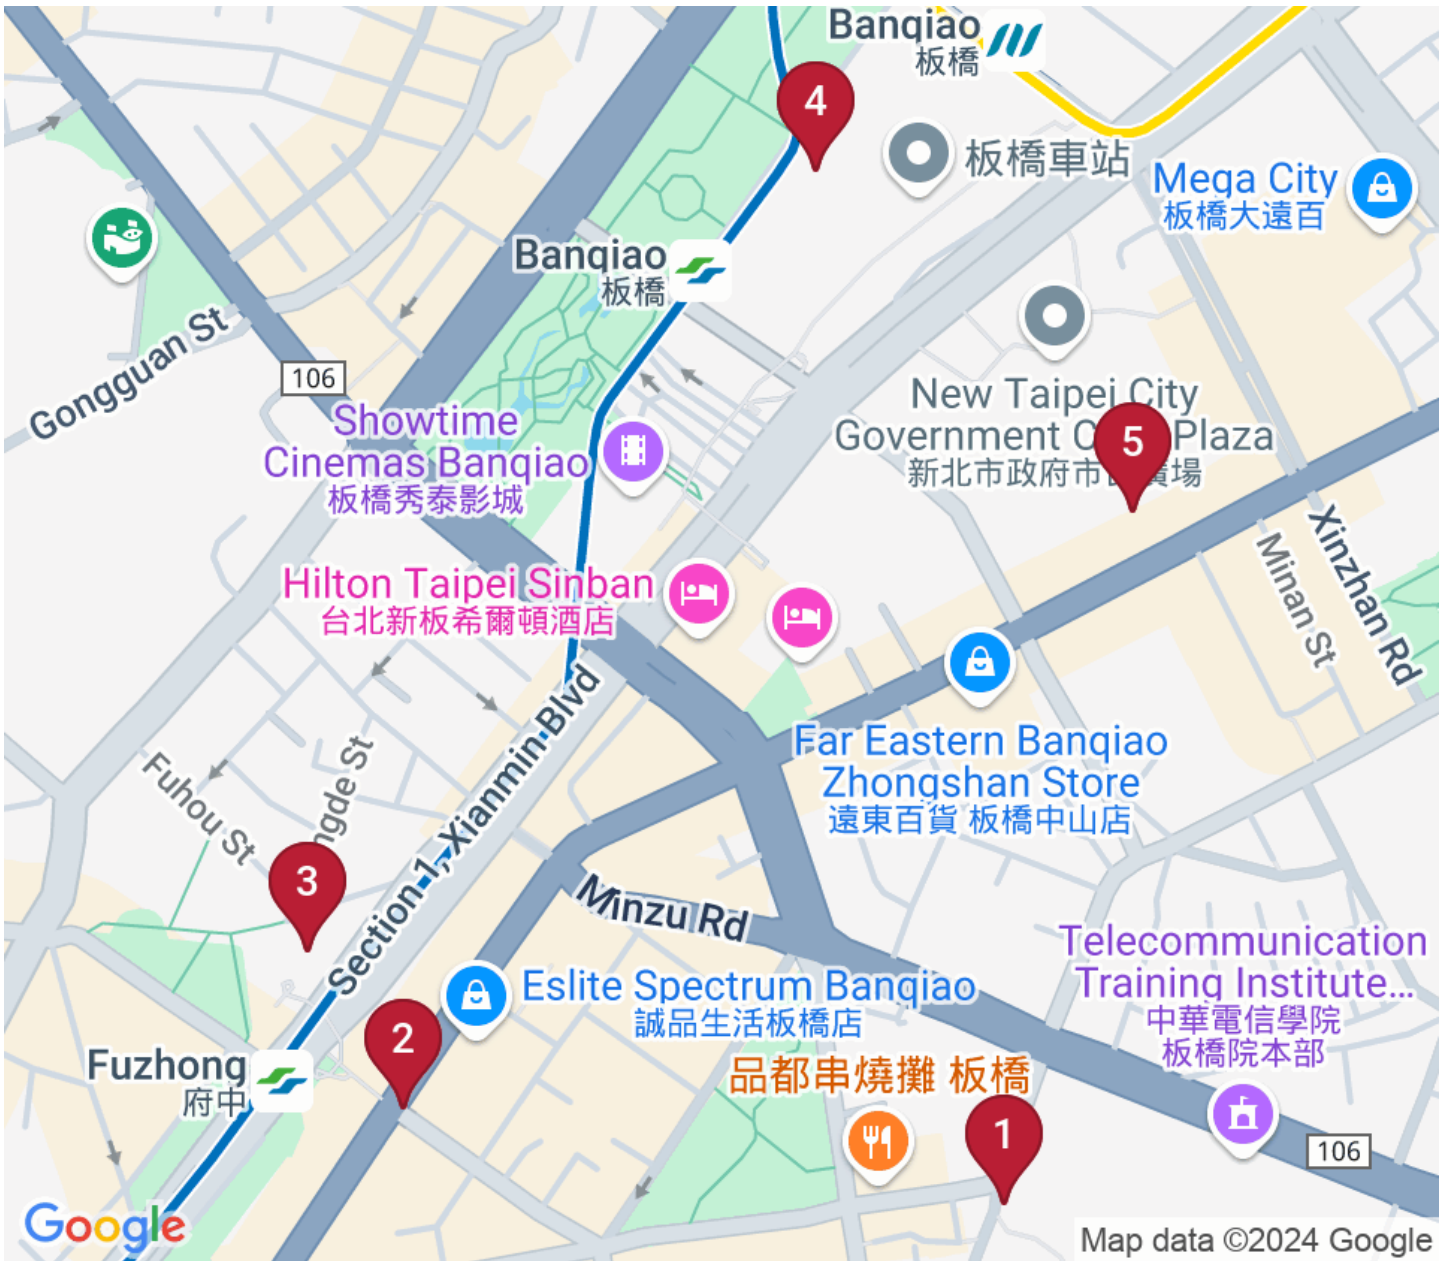 Banqiao
板橋
4
板橋車站
Mega City
板橋大遠百
Banqiao
板橋
Gongguan St
106
Showtime
Cinemas Banqiao
板橋秀泰影城
New Taipei City
Government
Plaza
新北市政府市
廣場
5
Hilton Taipei Sinban
台北新板希爾頓酒店
Minan St
Xinzhan Rd
Section 1, Xianmin Blvd
Far Eastern Banqiao
Zhongshan Store
遠東百貨 板橋中山店
Fuhou St
ngde St
3
Minzu Rd
Eslite Spectrum Banqiao
誠品生活板橋店
Telecommunication
Training Institute...
中華電信學院
板橋院本部
2
Fuzhong
府中
品都串燒攤 板橋
1
106
Google
Map data ©2024 Google